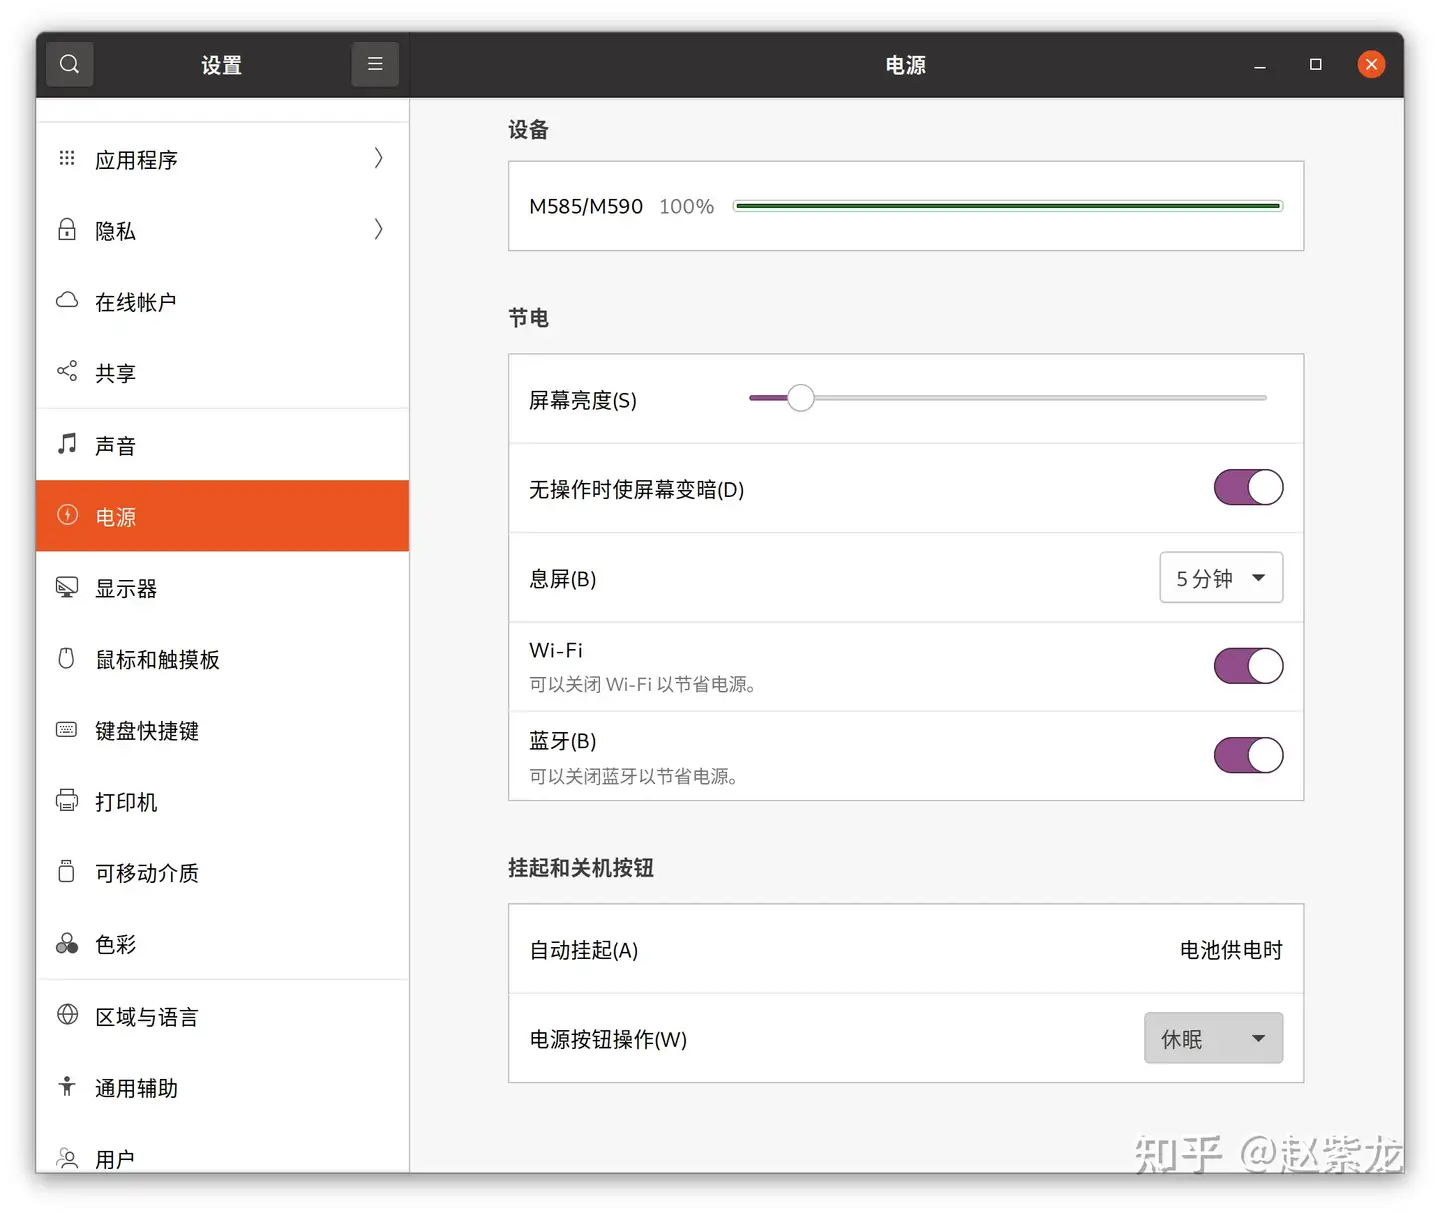 设置
电源
应用程序
隐私
在线帐户
共享
声音
电源
显示器
鼠标和触摸板
键盘快捷键
打印机
可移动介质
色彩
区域与语言
通用辅助
用户
设备
M585/M590 100%
节电
屏幕亮度(S)
无操作时使屏幕变暗(D)
息屏(B) 5 分钟
Wi-Fi
可以关闭 Wi-Fi 以节省电源。
蓝牙(B)
可以关闭蓝牙以节省电源。
挂起和关机按钮
自动挂起(A) 电池供电时
电源按钮操作(W) 休眠
知乎 @赵紫龙